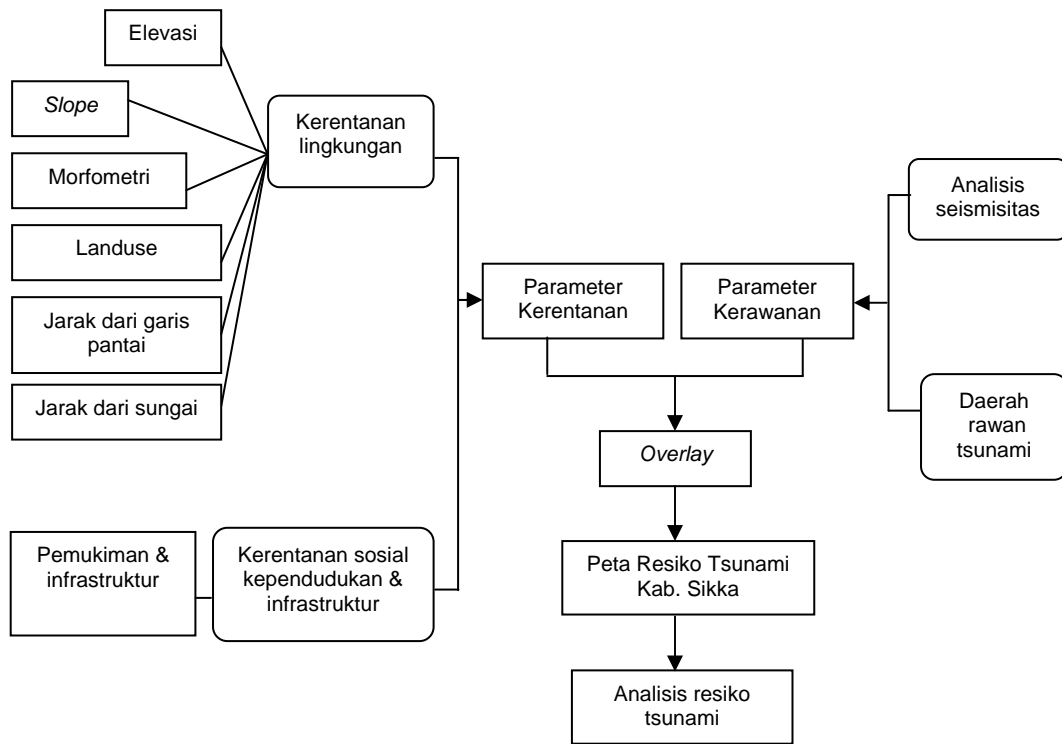 Elevasi
Slope
Kerentanan
lingkungan
Morfometri
Landuse
Jarak dari garis
pantai
Jarak dari sungai
Pemukiman &
infrastruktur
Kerentanan sosial
kependudukan &
infrastruktur
Parameter
Kerentanan
Parameter
Kerawanan
Analisis
seismisitas
Daerah
rawan
tsunami
Overlay
Peta Resiko Tsunami
Kab. Sikka
Analisis resiko
tsunami